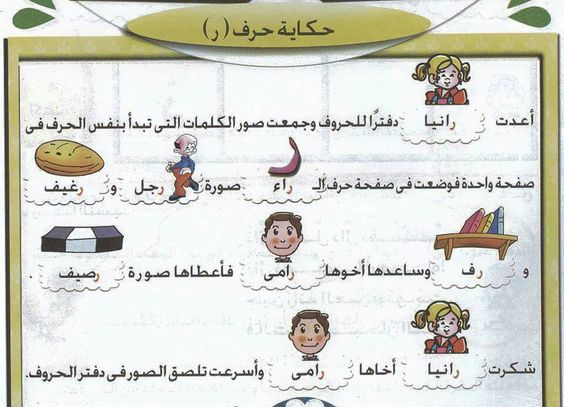 حكاية حرف (ر)
أعدت رانيا دفترًا للحروف وجمعت صور الكلمات التى تبدأ بنفس الحرف فى
صفحة واحدة فوضعت فى صفحة حرف الـ راء صورة رجل و رغيف
و رف وساعدها أخوها رامى فأعطاها صورة رصيف .
شكرت رانيا أخاها رامى وأسرعت تلصق الصور فى دفتر الحروف.